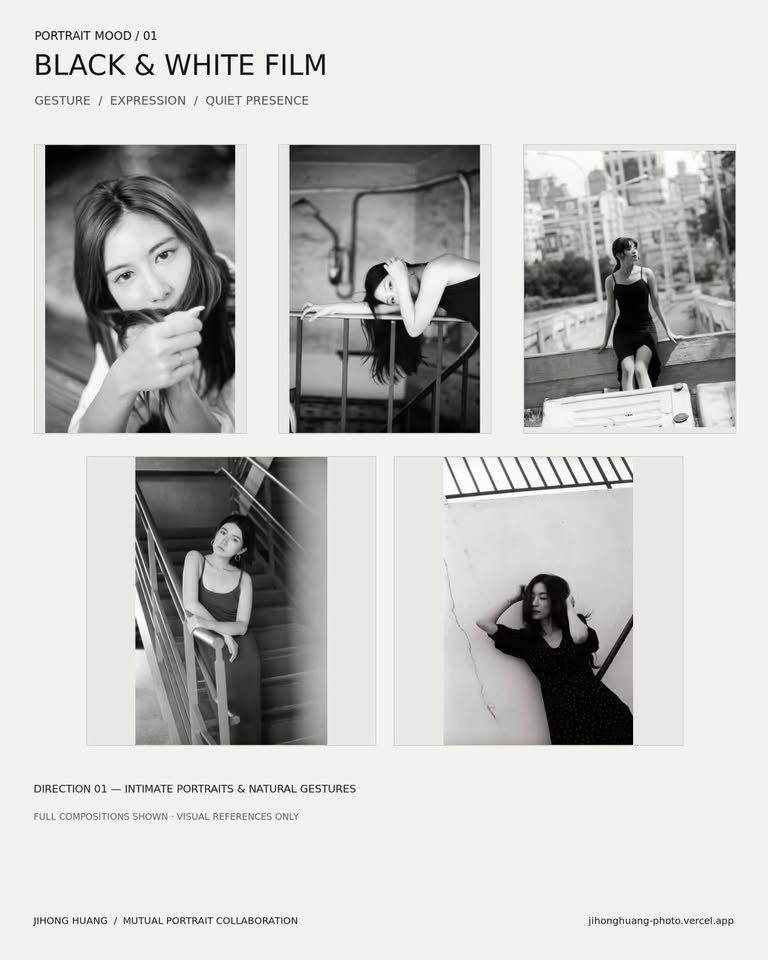 PORTRAIT MOOD / 01
BLACK & WHITE FILM
GESTURE / EXPRESSION / QUIET PRESENCE
DIRECTION 01 — INTIMATE PORTRAITS & NATURAL GESTURES
FULL COMPOSITIONS SHOWN · VISUAL REFERENCES ONLY
JIHONG HUANG / MUTUAL PORTRAIT COLLABORATION
jihonghuang-photo.vercel.app